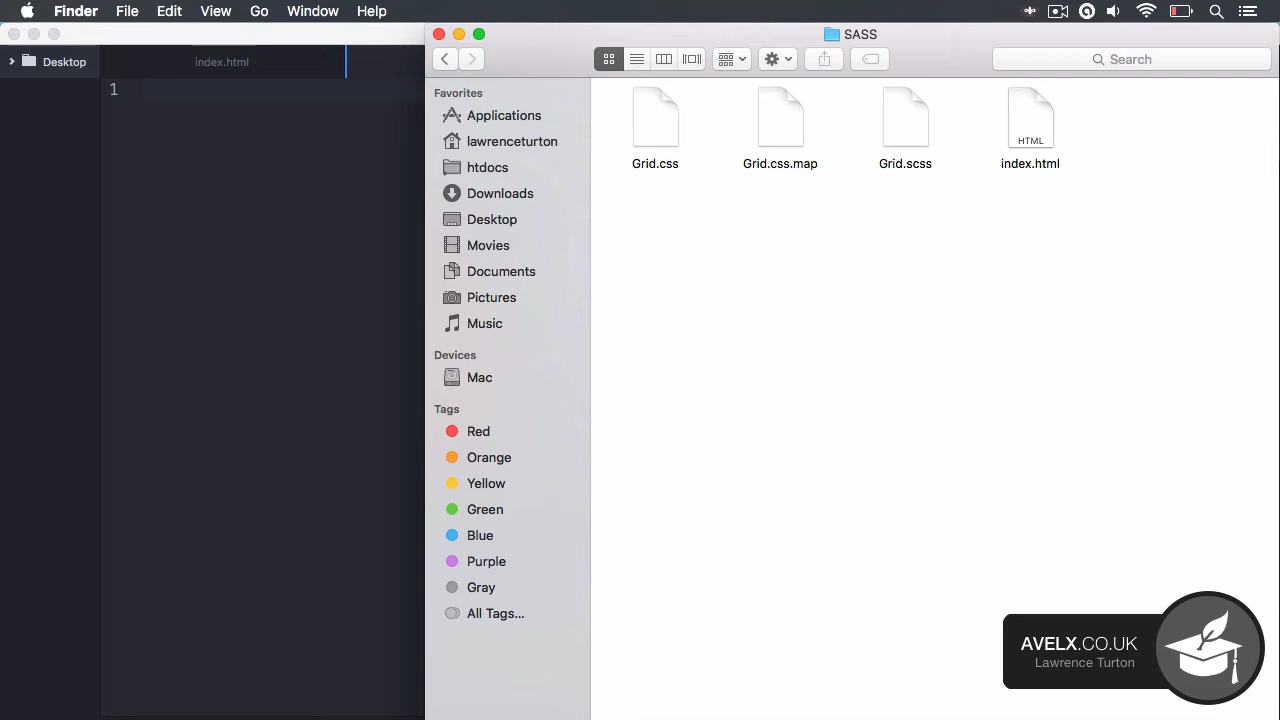 Finder File Edit View Go Window Help
SASS
Desktop
index.html
Search
1
Favorites
Applications
lawrenceturton
htdocs
Downloads
Desktop
Movies
Documents
Pictures
Music
Devices
Mac
Tags
Red
Orange
Yellow
Green
Blue
Purple
Gray
All Tags...
HTML
Grid.css Grid.css.map Grid.scss index.html
AVELX.CO.UK
Lawrence Turton